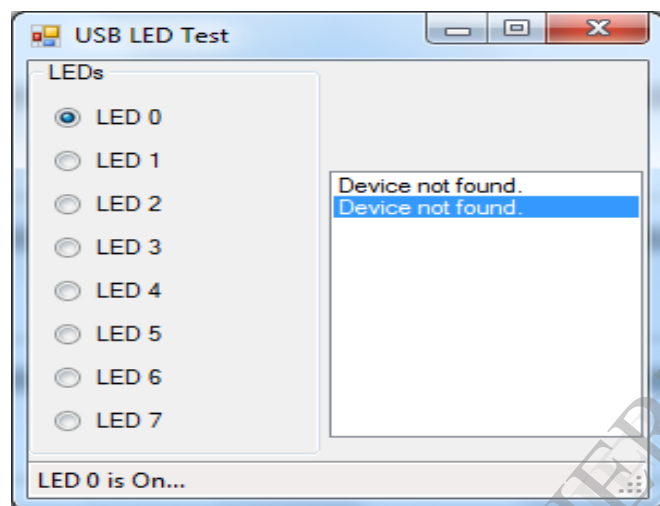 USB LED Test
LEDs
LED 0
LED 1
LED 2
LED 3
LED 4
LED 5
LED 6
LED 7
Device not found.
Device not found.
LED 0 is On...